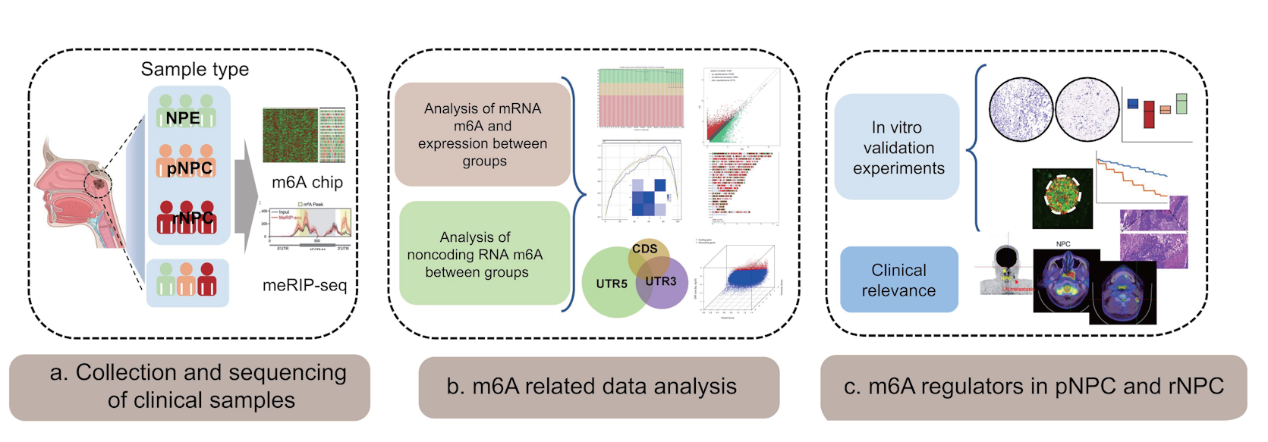 Sample type
NPE
pNPC
rNPC
m6A chip
m⁶A Peak
Input
MeRIP
meRIP-seq
a. Collection and sequencing
of clinical samples
Analysis of mRNA
m6A and
expression between
groups
Analysis of
noncoding RNA m6A
between groups
CDS
UTR5
UTR3
b. m6A related data analysis
In vitro
validation
experiments
Clinical
relevance
NPC
c. m6A regulators in pNPC and rNPC